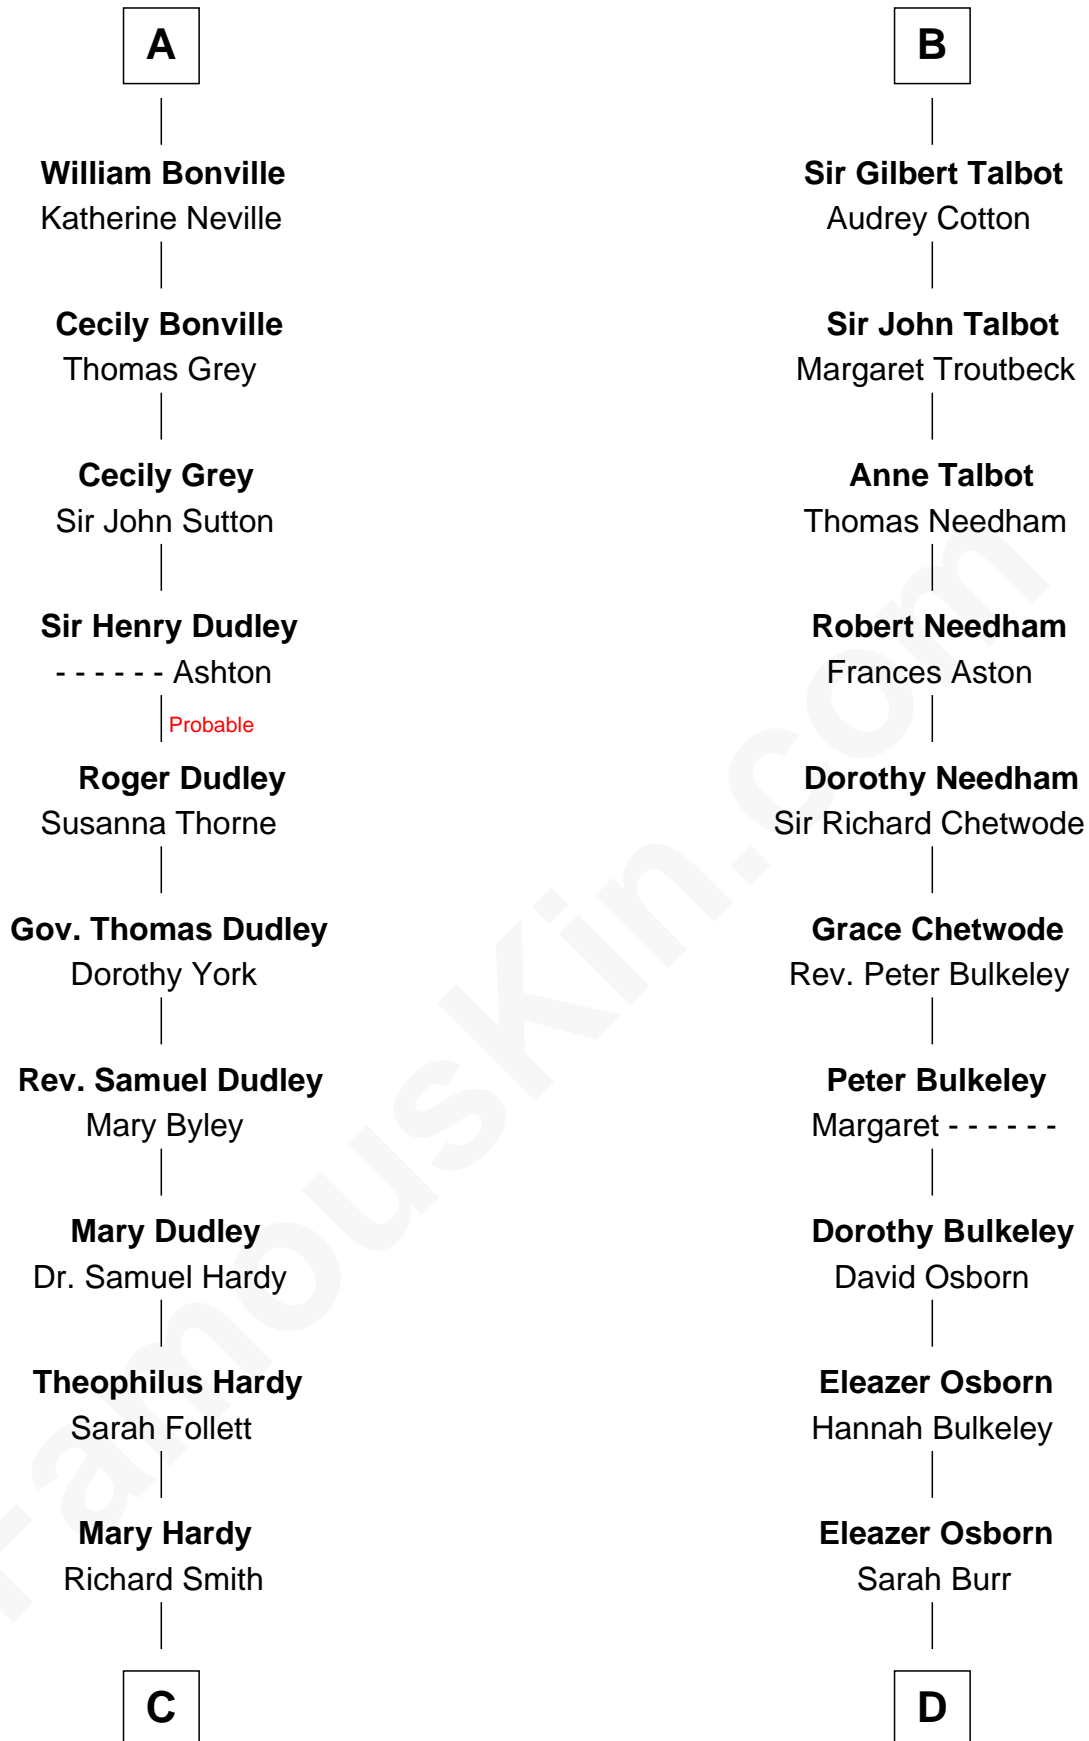 A
William Bonville
Katherine Neville
Cecily Bonville
Thomas Grey
Cecily Grey
Sir John Sutton
Sir Henry Dudley
- - - - - - Ashton
Probable
Roger Dudley
Susanna Thorne
Gov. Thomas Dudley
Dorothy York
Rev. Samuel Dudley
Mary Byley
Mary Dudley
Dr. Samuel Hardy
Theophilus Hardy
Sarah Follett
Mary Hardy
Richard Smith
C
B
Sir Gilbert Talbot
Audrey Cotton
Sir John Talbot
Margaret Troutbeck
Anne Talbot
Thomas Needham
Robert Needham
Frances Aston
Dorothy Needham
Sir Richard Chetwode
Grace Chetwode
Rev. Peter Bulkeley
Peter Bulkeley
Margaret - - - - - -
Dorothy Bulkeley
David Osborn
Eleazer Osborn
Hannah Bulkeley
Eleazer Osborn
Sarah Burr
D
FamousKin.com